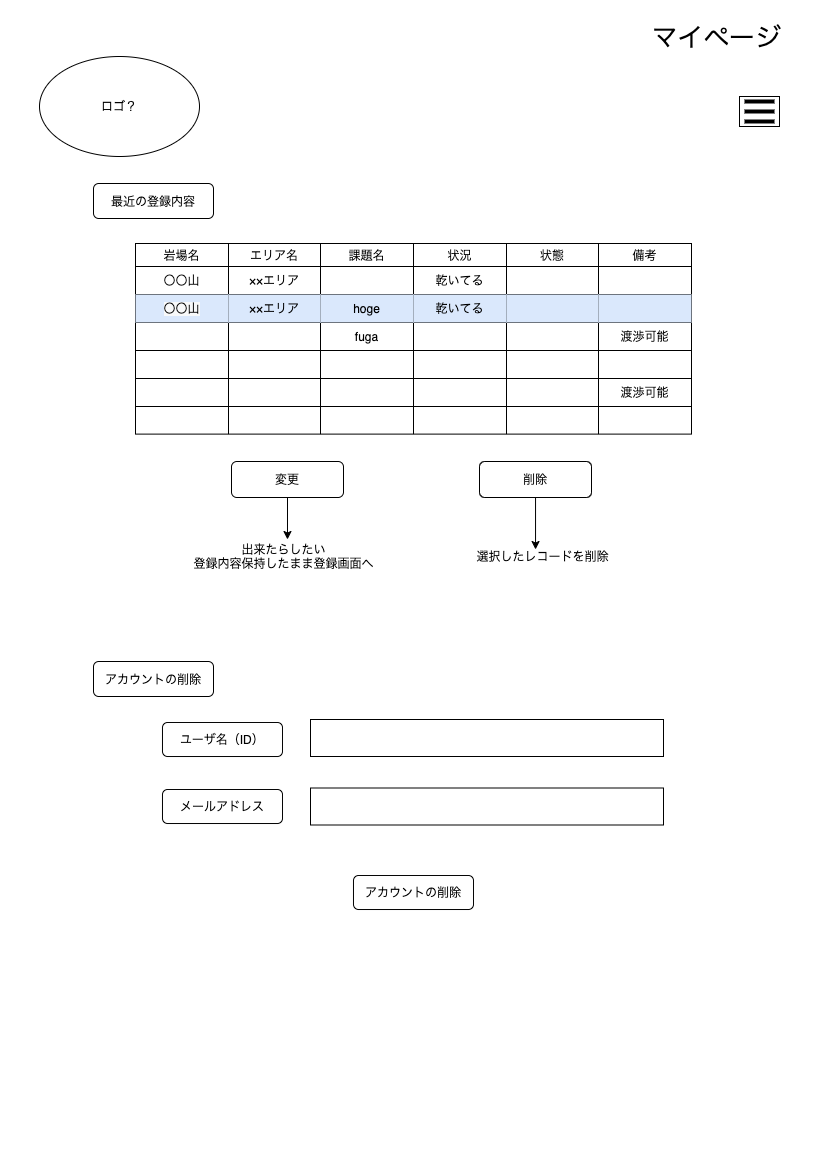 マイページ
ロゴ？
最近の登録内容
岩場名 エリア名 課題名 状況 状態 備考
〇〇山 ××エリア 乾いてる
〇〇山 ××エリア hoge 乾いてる
fuga 渡渉可能
渡渉可能
変更 削除
出来たらしたい
登録内容保持したまま登録画面へ
選択したレコードを削除
アカウントの削除
ユーザ名（ID）
メールアドレス
アカウントの削除